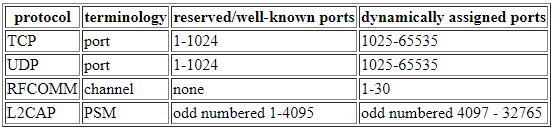 protocol terminology reserved/well-known ports dynamically assigned ports
TCP port 1-1024 1025-65535
UDP port 1-1024 1025-65535
RFCOMM channel none 1-30
L2CAP PSM odd numbered 1-4095 odd numbered 4097 - 32765